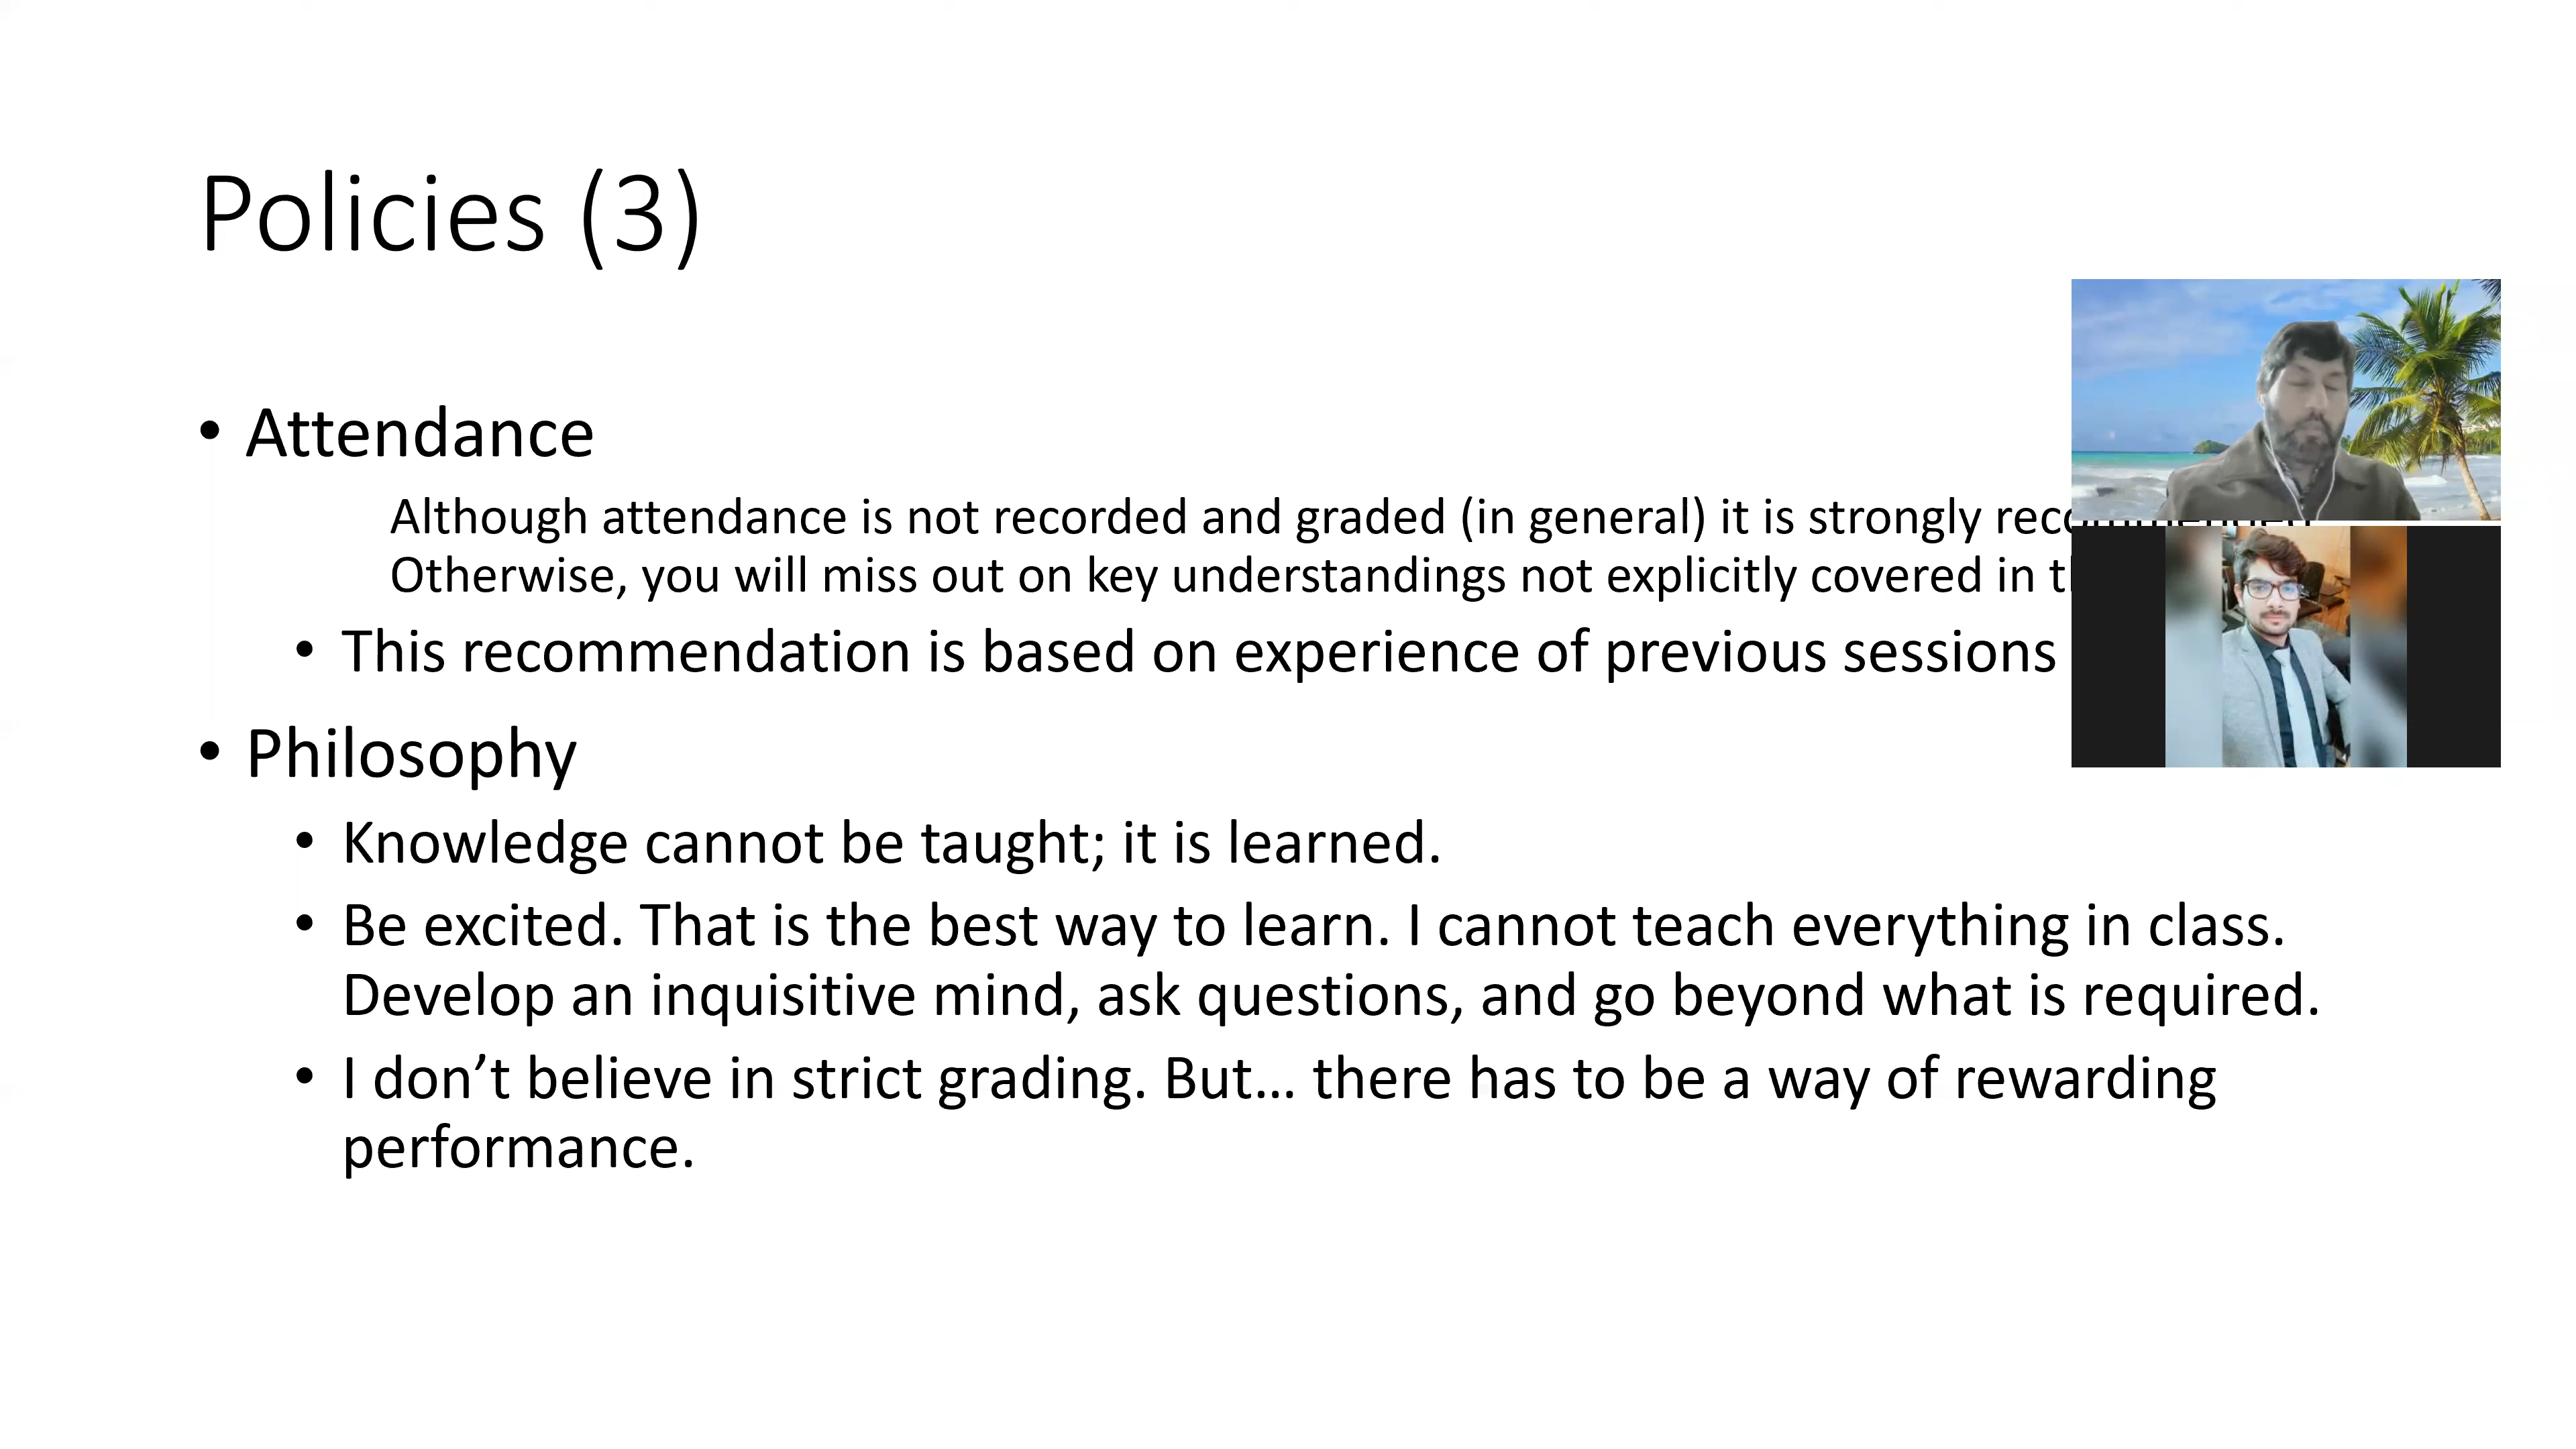 Policies (3)
• Attendance
Although attendance is not recorded and graded (in general) it is strongly recommended
Otherwise, you will miss out on key understandings not explicitly covered in
• This recommendation is based on experience of previous sessions
• Philosophy
• Knowledge cannot be taught; it is learned.
• Be excited. That is the best way to learn. I cannot teach everything in class.
Develop an inquisitive mind, ask questions, and go beyond what is required.
• I don’t believe in strict grading. But… there has to be a way of rewarding
performance.